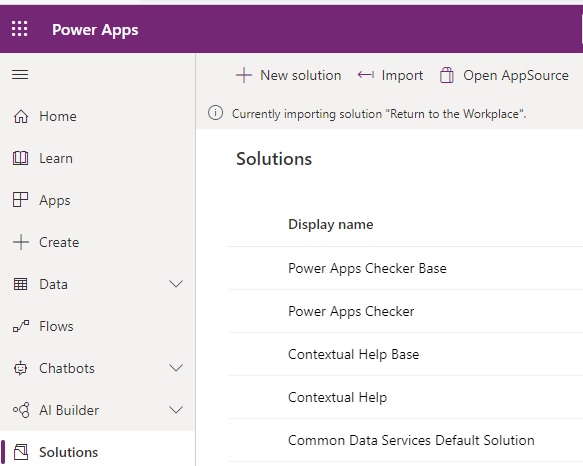 Power Apps
New solution
Import
Open AppSource
Currently importing solution "Return to the Workplace".
Home
Learn
Apps
Create
Data
Flows
Chatbots
AI Builder
Solutions
Solutions
Display name
Power Apps Checker Base
Power Apps Checker
Contextual Help Base
Contextual Help
Common Data Services Default Solution